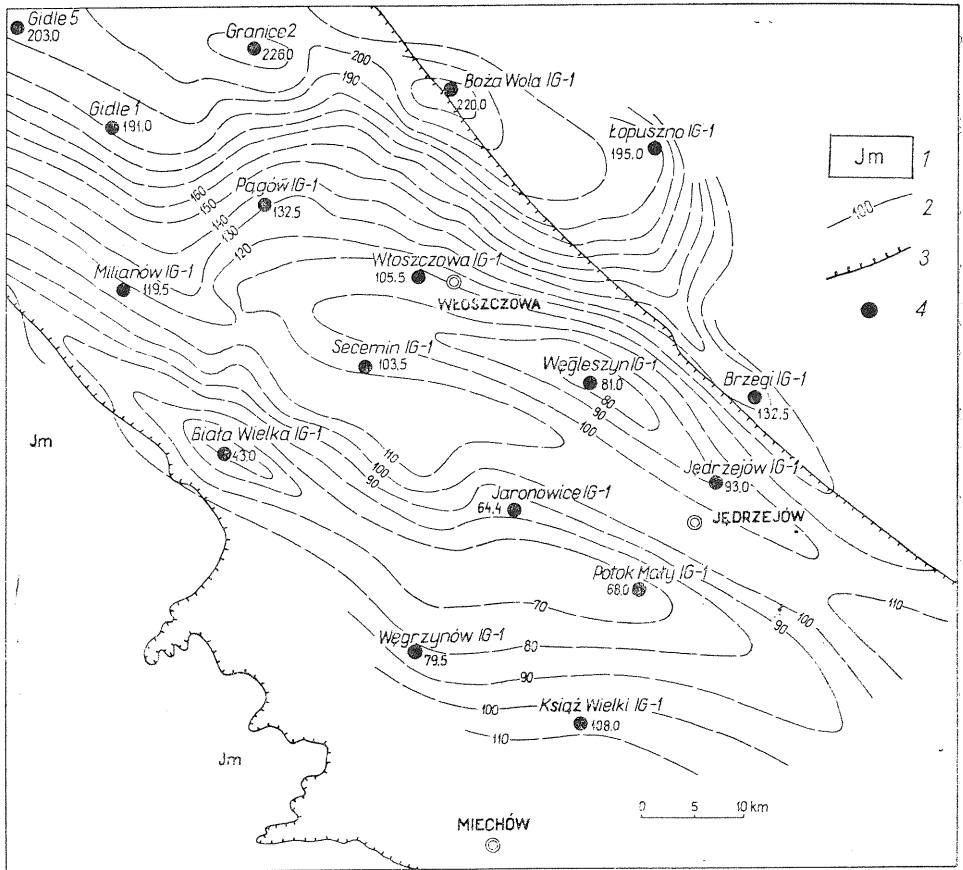 Gidle 5
203.0
Granice 2
226.0
200
190
Boża Wola IG-1
220.0
Gidle 1
191.0
Łopuszno IG-1
195.0
Jm 1
100 2
3
4
Pągów IG-1
132.5
160
150
140
130
120
Milianów IG-1
119.5
Włoszczowa IG-1
105.5
WŁOSZCZOWA
Secemin IG-1
103,5
Węgleszyn IG-1
81.0
80
90
100
Brzegi IG-1
132.5
Jm
Biała Wielka IG-1
43.0
110
100
90
Jędrzejów IG-1
93.0
Jaronowice IG-1
64.4
JĘDRZEJÓW
Potok Mały IG-1
68.0
70
100
90
110
Węgrzynów IG-1
79.5
80
90
100
110
Książ Wielki IG-1
108.0
Jm
0 5 10 km
MIECHÓW